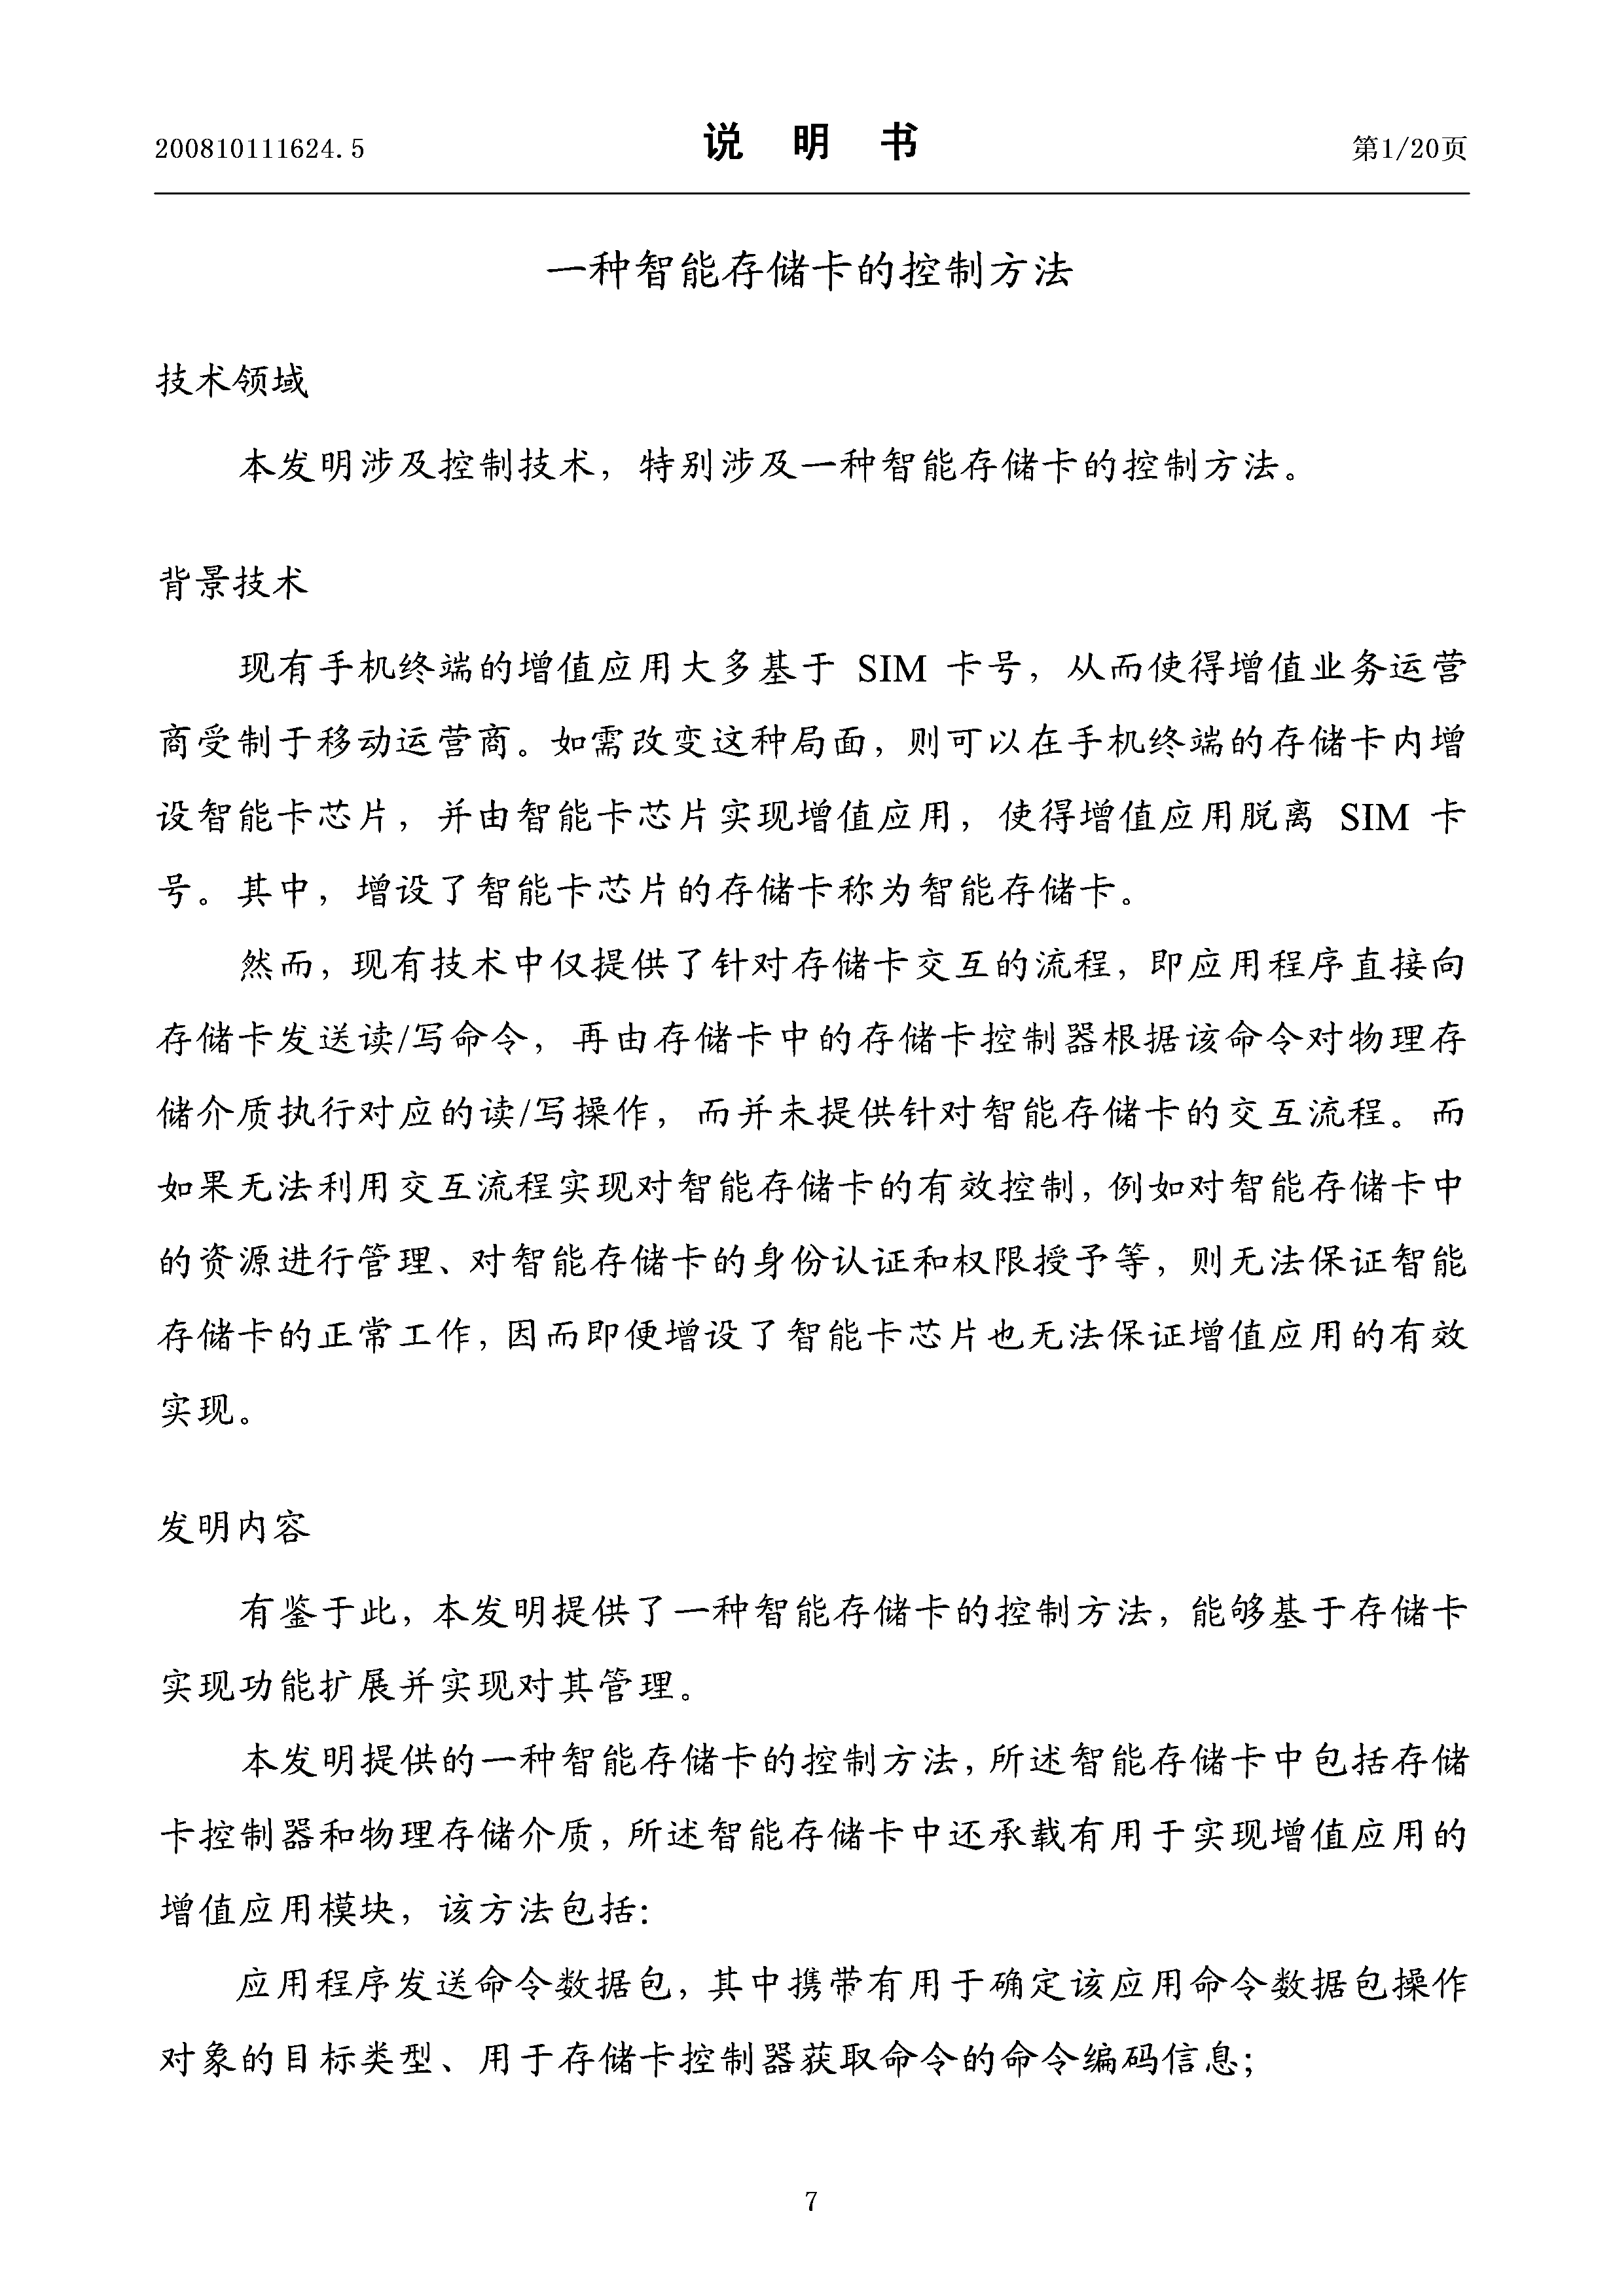 200810111624.5
说 明 书
第1/20页
一种智能存储卡的控制方法
技术领域
本发明涉及控制技术，特别涉及一种智能存储卡的控制方法。
背景技术
现有手机终端的增值应用大多基于 SIM 卡号，从而使得增值业务运营
商受制于移动运营商。如需改变这种局面，则可以在手机终端的存储卡内增
设智能卡芯片，并由智能卡芯片实现增值应用，使得增值应用脱离 SIM 卡
号。其中，增设了智能卡芯片的存储卡称为智能存储卡。
然而，现有技术中仅提供了针对存储卡交互的流程，即应用程序直接向
存储卡发送读/写命令，再由存储卡中的存储卡控制器根据该命令对物理存
储介质执行对应的读/写操作，而并未提供针对智能存储卡的交互流程。而
如果无法利用交互流程实现对智能存储卡的有效控制，例如对智能存储卡中
的资源进行管理、对智能存储卡的身份认证和权限授予等，则无法保证智能
存储卡的正常工作，因而即便增设了智能卡芯片也无法保证增值应用的有效
实现。
发明内容
有鉴于此，本发明提供了一种智能存储卡的控制方法，能够基于存储卡
实现功能扩展并实现对其管理。
本发明提供的一种智能存储卡的控制方法，所述智能存储卡中包括存储
卡控制器和物理存储介质，所述智能存储卡中还承载有用于实现增值应用的
增值应用模块，该方法包括：
应用程序发送命令数据包，其中携带有用于确定该应用命令数据包操作
对象的目标类型、用于存储卡控制器获取命令的命令编码信息；
7